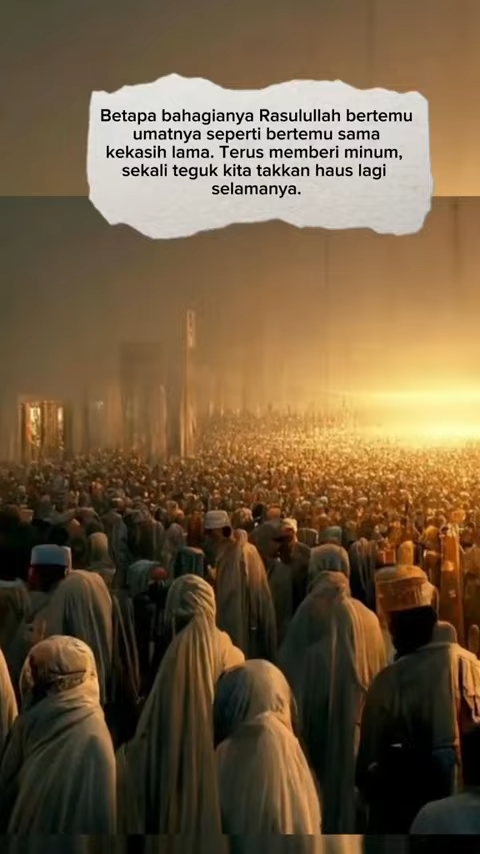 Betapa bahagianya Rasulullah bertemu
umatnya seperti bertemu sama
kekasih lama. Terus memberi minum,
sekali teguk kita takkan haus lagi
selamanya.